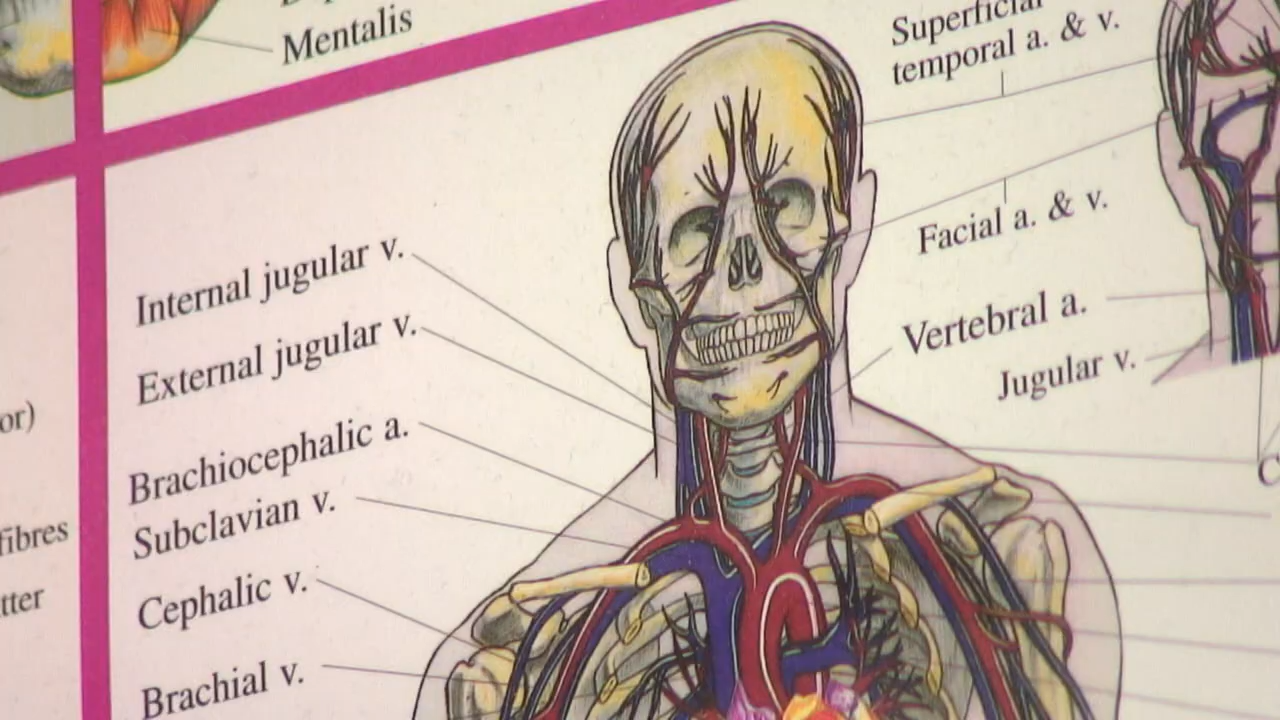 Mentalis
Superficial
temporal a. & v.
Facial a. & v.
Vertebral a.
Jugular v.
Internal jugular v.
External jugular v.
Brachiocephalic a.
Subclavian v.
Cephalic v.
Brachial v.
or)
fibres
tter